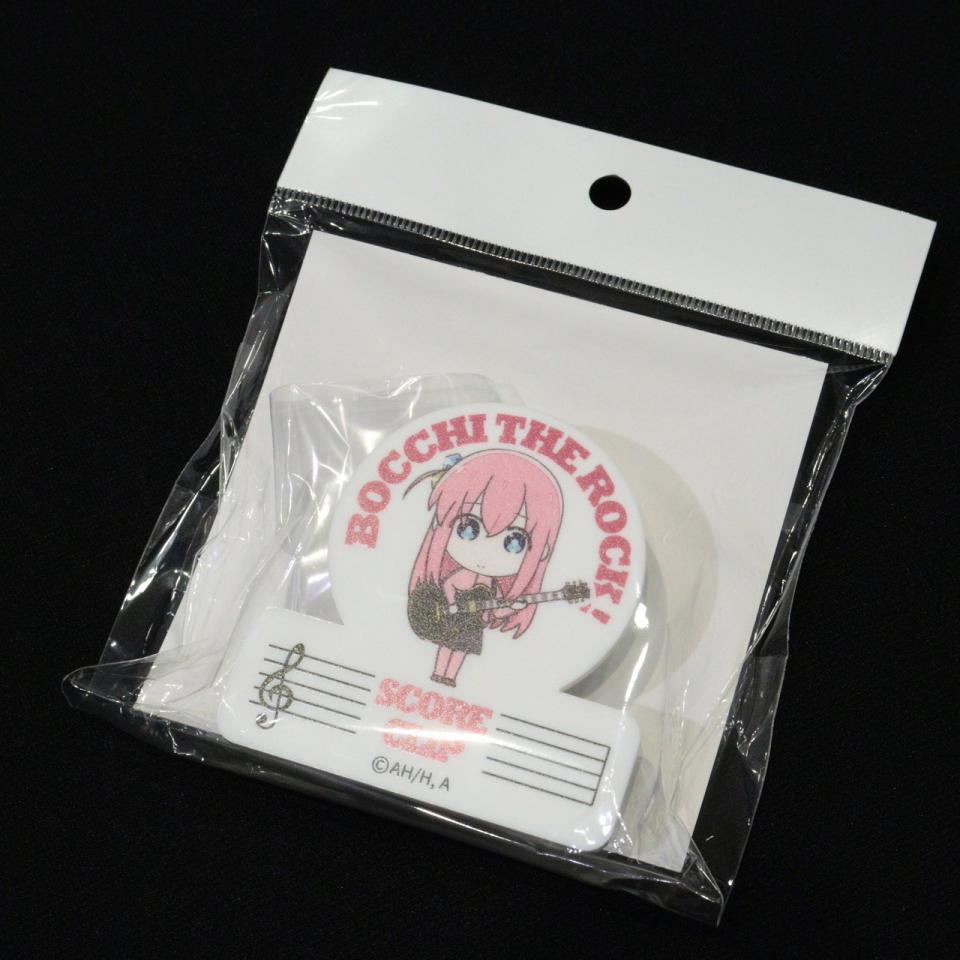 BOCCHI THE ROCK!
SCORE
CLIP
©AH/H, A